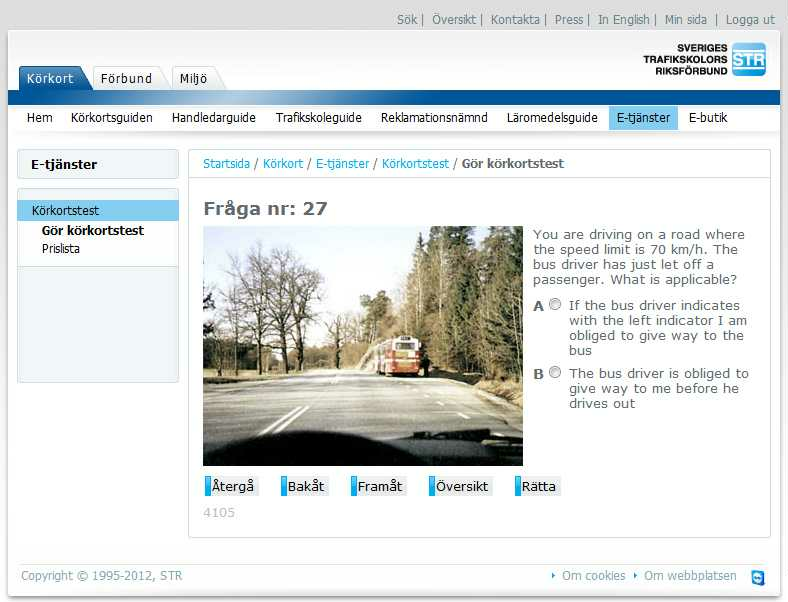 Sök | Översikt | Kontakta | Press | In English | Min sida | Logga ut
SVERIGES
TRAFIKSKOLORS
RIKSFÖRBUND
STR
Körkort Förbund Miljö
Hem Körkortsguiden Handledarguide Trafikskoleguide Reklamationsnämnd Läromedelsguide E-tjänster E-butik
E-tjänster
Körkortstest
Gör körkortstest
Prislista
Startsida / Körkort / E-tjänster / Körkortstest / Gör körkortstest
Fråga nr: 27
You are driving on a road where
the speed limit is 70 km/h. The
bus driver has just let off a
passenger. What is applicable?
A If the bus driver indicates
with the left indicator I am
obliged to give way to the
bus
B The bus driver is obliged to
give way to me before he
drives out
Återgå Bakåt Framåt Översikt Rätta
4105
Copyright © 1995-2012, STR
Om cookies Om webbplatsen